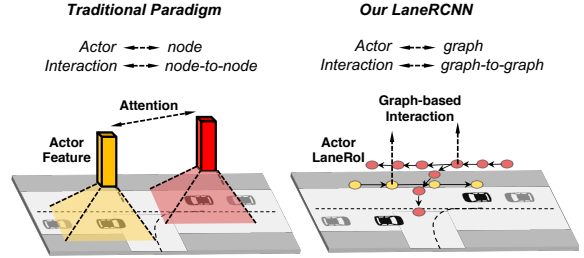 Traditional Paradigm
Actor node
Interaction node-to-node
Attention
Actor
Feature
Our LaneRCNN
Actor graph
Interaction graph-to-graph
Graph-based
Interaction
Actor
LaneRoI